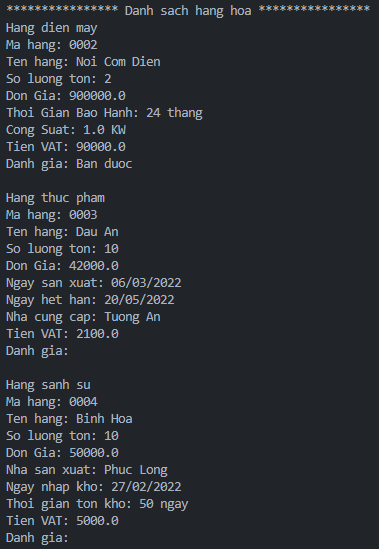 **************** Danh sach hang hoa ****************
Hang dien may
Ma hang: 0002
Ten hang: Noi Com Dien
So luong ton: 2
Don Gia: 900000.0
Thoi Gian Bao Hanh: 24 thang
Cong Suat: 1.0 KW
Tien VAT: 90000.0
Danh gia: Ban duoc

Hang thuc pham
Ma hang: 0003
Ten hang: Dau An
So luong ton: 10
Don Gia: 42000.0
Ngay san xuat: 06/03/2022
Ngay het han: 20/05/2022
Nha cung cap: Tuong An
Tien VAT: 2100.0
Danh gia:

Hang sanh su
Ma hang: 0004
Ten hang: Binh Hoa
So luong ton: 10
Don Gia: 50000.0
Nha san xuat: Phuc Long
Ngay nhap kho: 27/02/2022
Thoi gian ton kho: 50 ngay
Tien VAT: 5000.0
Danh gia: